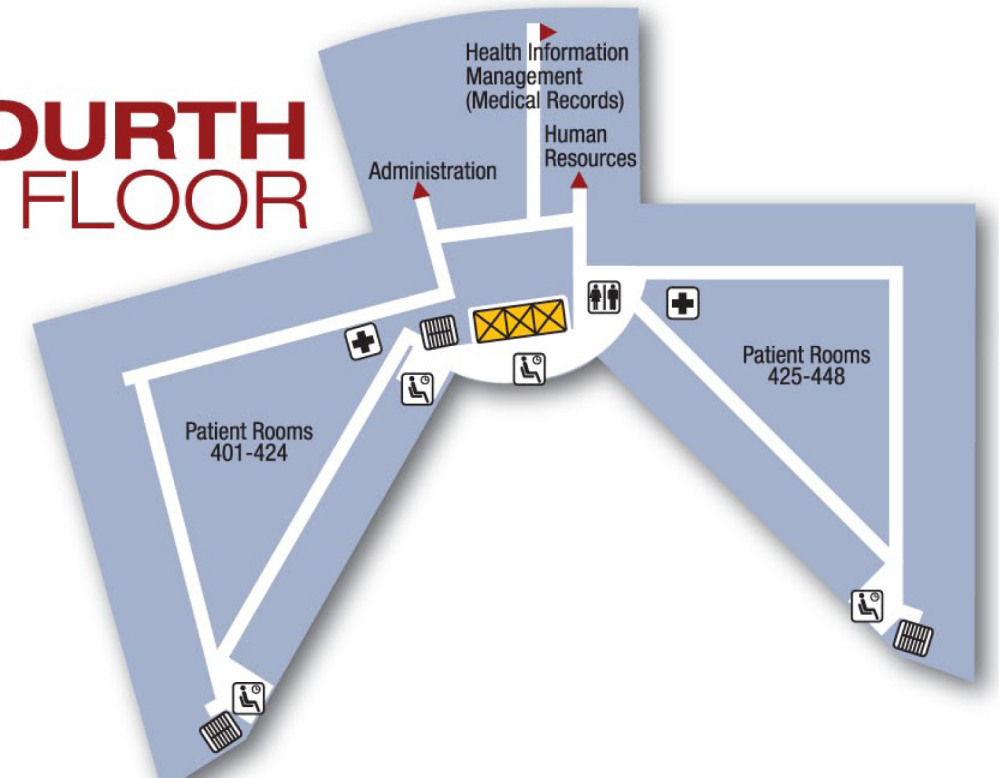 OURTH
FLOOR
Health Information
Management
(Medical Records)
Human
Resources
Administration
Patient Rooms
425-448
Patient Rooms
401-424